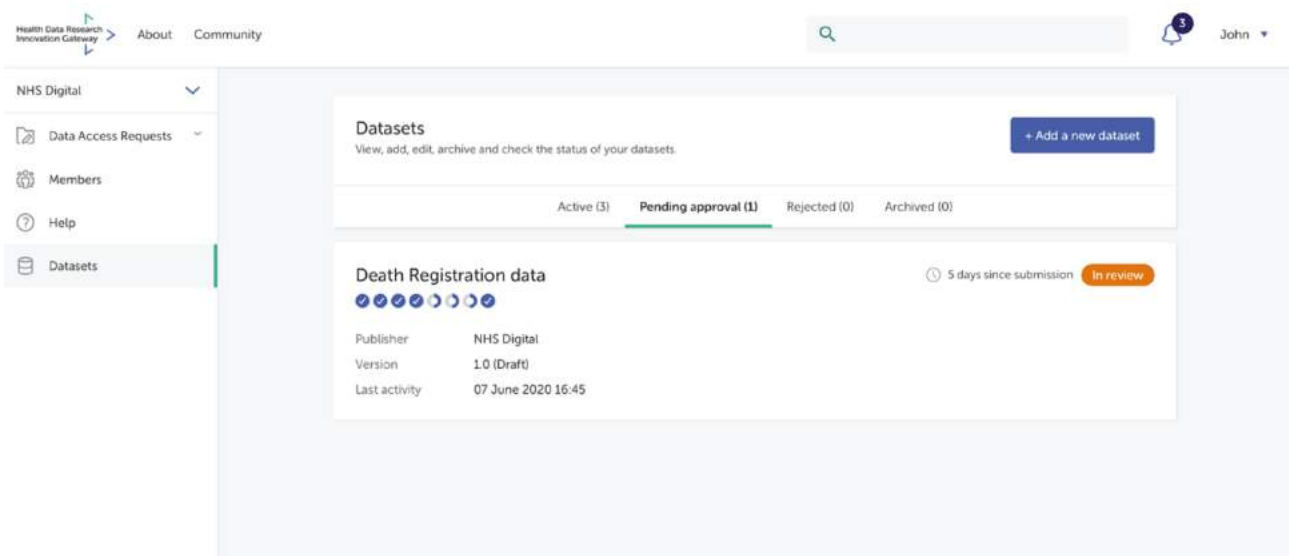 Health Data Research
Innovation Gateway
About Community
3
John
NHS Digital
Data Access Requests
Members
Help
Datasets
Datasets
View, add, edit, archive and check the status of your datasets.
+ Add a new dataset
Active (3) Pending approval (1) Rejected (0) Archived (0)
Death Registration data
5 days since submission In review
Publisher NHS Digital
Version 1.0 (Draft)
Last activity 07 June 2020 16:45